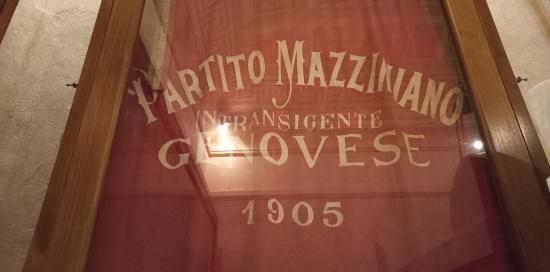 PARTITO MAZZINIANO
INTRANSIGENTE
GENOVESE
1905